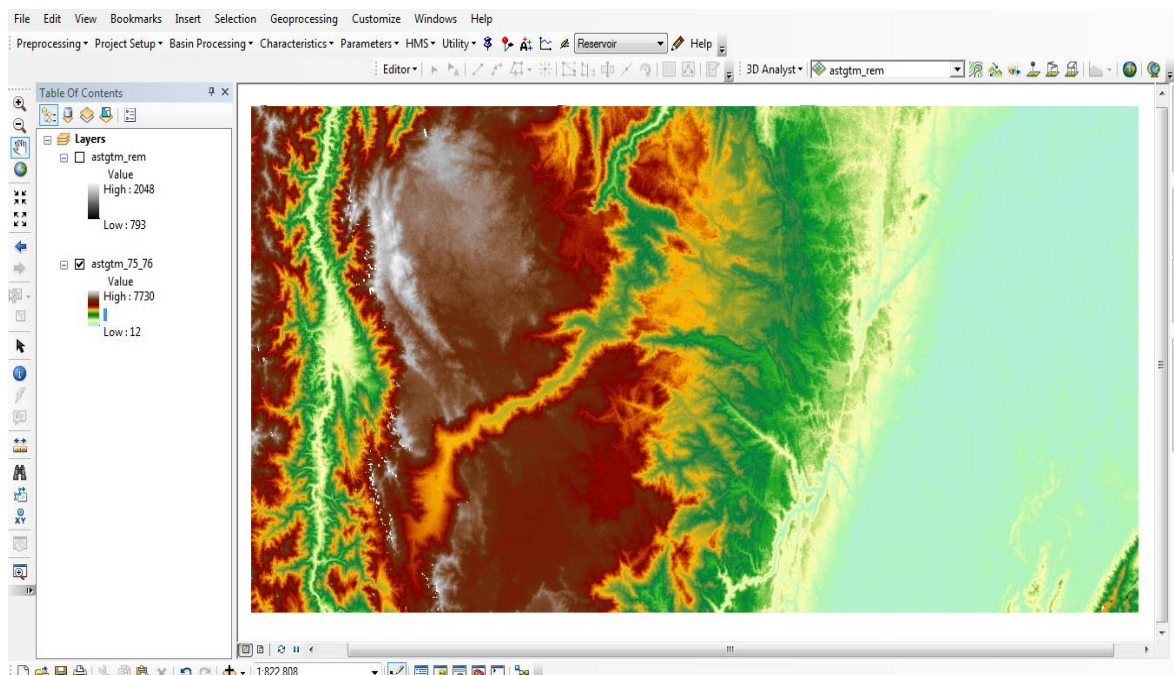 File Edit View Bookmarks Insert Selection Geoprocessing Customize Windows Help
Preprocessing Project Setup Basin Processing Characteristics Parameters HMS Utility Reservoir Help
Editor 3D Analyst astgtm_rem
Table Of Contents
Layers
astgtm_rem
Value
High : 2048
Low : 793
astgtm_75_76
Value
High : 7730
Low : 12
XY
1:822,808